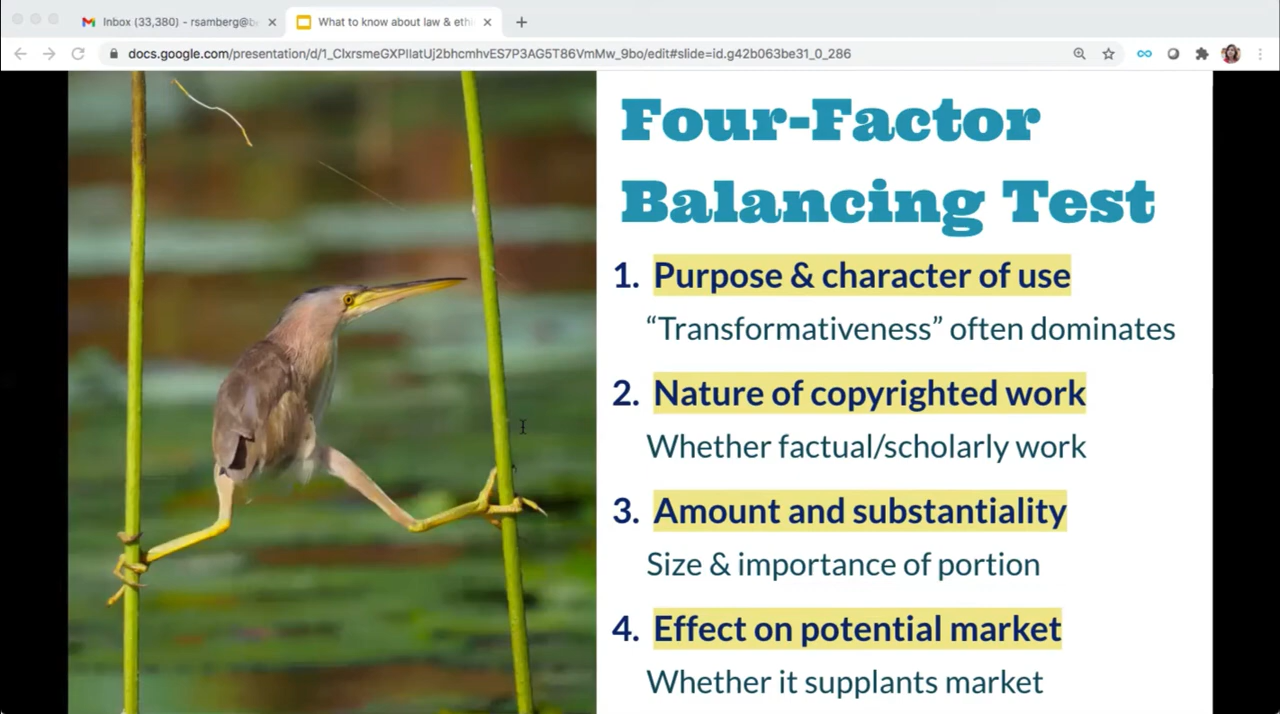 Inbox (33,380) - rsamberg@b
What to know about law & ethi
docs.google.com/presentation/d/1_ClxrsmeGXPIlatUj2bhcmhvES7P3AG5T86VmMw_9bo/edit#slide=id.g42b063be31_0_286
Four-Factor
Balancing Test
1. Purpose & character of use
“Transformativeness” often dominates
2. Nature of copyrighted work
Whether factual/scholarly work
3. Amount and substantiality
Size & importance of portion
4. Effect on potential market
Whether it supplants market